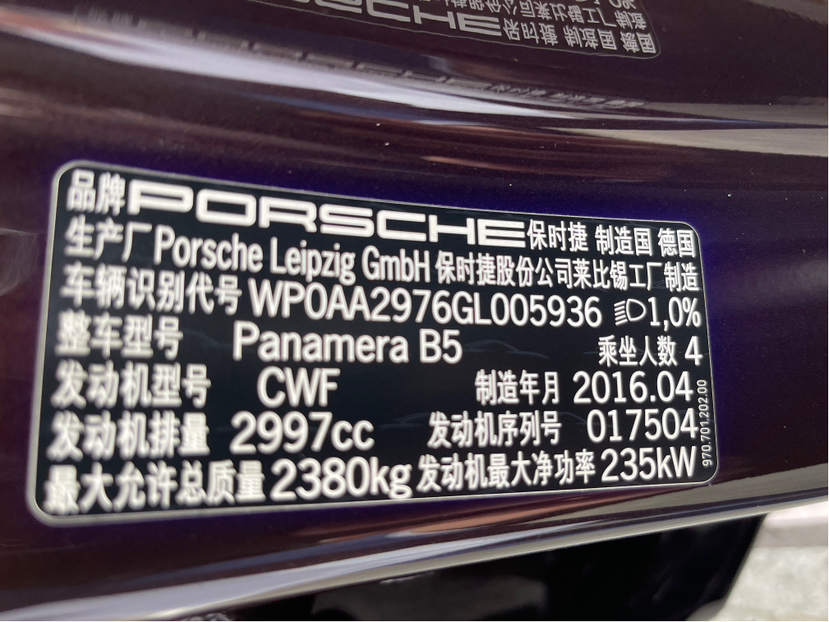 品牌 PORSCHE 保时捷 制造国 德国
生产厂 Porsche Leipzig GmbH 保时捷股份公司莱比锡工厂制造
车辆识别代号 WP0AA2976GL005936 1,0%
整车型号 Panamera B5 乘坐人数 4
发动机型号 CWF 制造年月 2016.04
发动机排量 2997cc 发动机序列号 017504
最大允许总质量 2380kg 发动机最大净功率 235kW
970.701.202.00